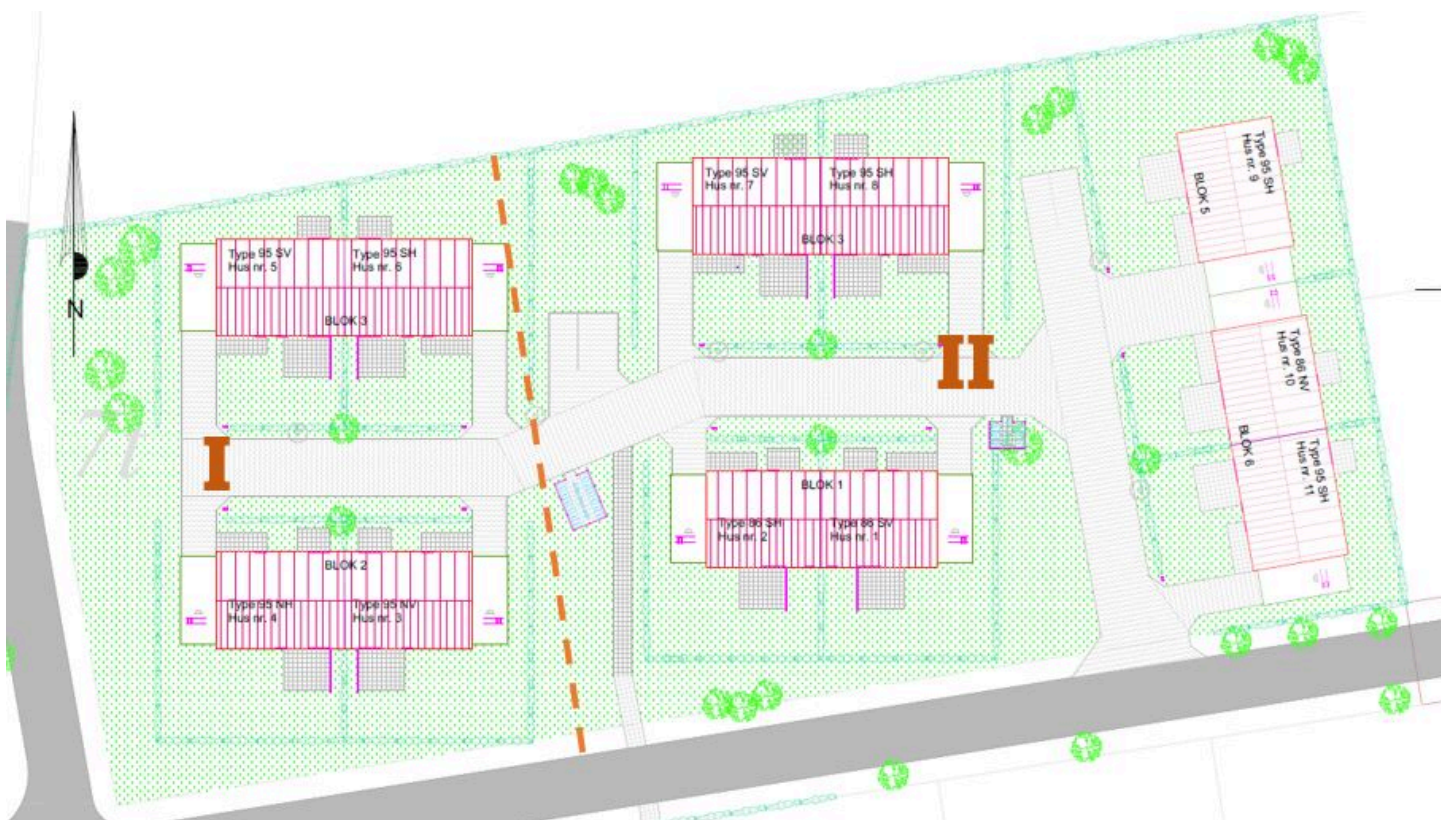 N
Type 95 SV
Hus nr. 5
Type 95 SH
Hus nr. 6
BLOK 3
I
BLOK 2
Type 95 NH
Hus nr. 4
Type 95 NV
Hus nr. 3
Type 95 SV
Hus nr. 7
Type 95 SH
Hus nr. 8
BLOK 3
II
BLOK 1
Type 86 SH
Hus nr. 2
Type 86 SV
Hus nr. 1
Type 95 SH
Hus nr. 9
BLOK 5
Type 86 NV
Hus nr. 10
BLOK 6
Type 95 SH
Hus nr. 11